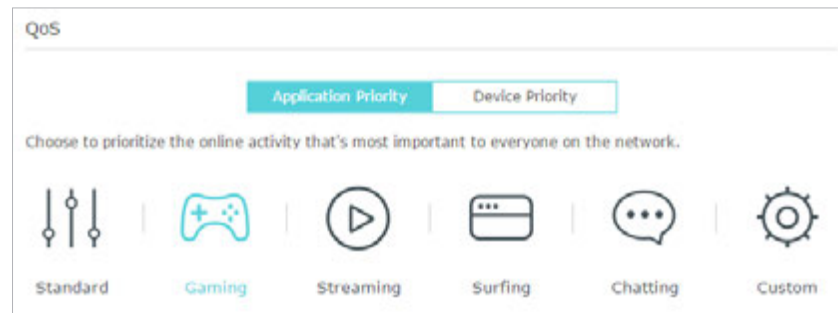 QoS
Application Priority
Device Priority
Choose to prioritize the online activity that's most important to everyone on the network.
Standard
Gaming
Streaming
Surfing
Chatting
Custom